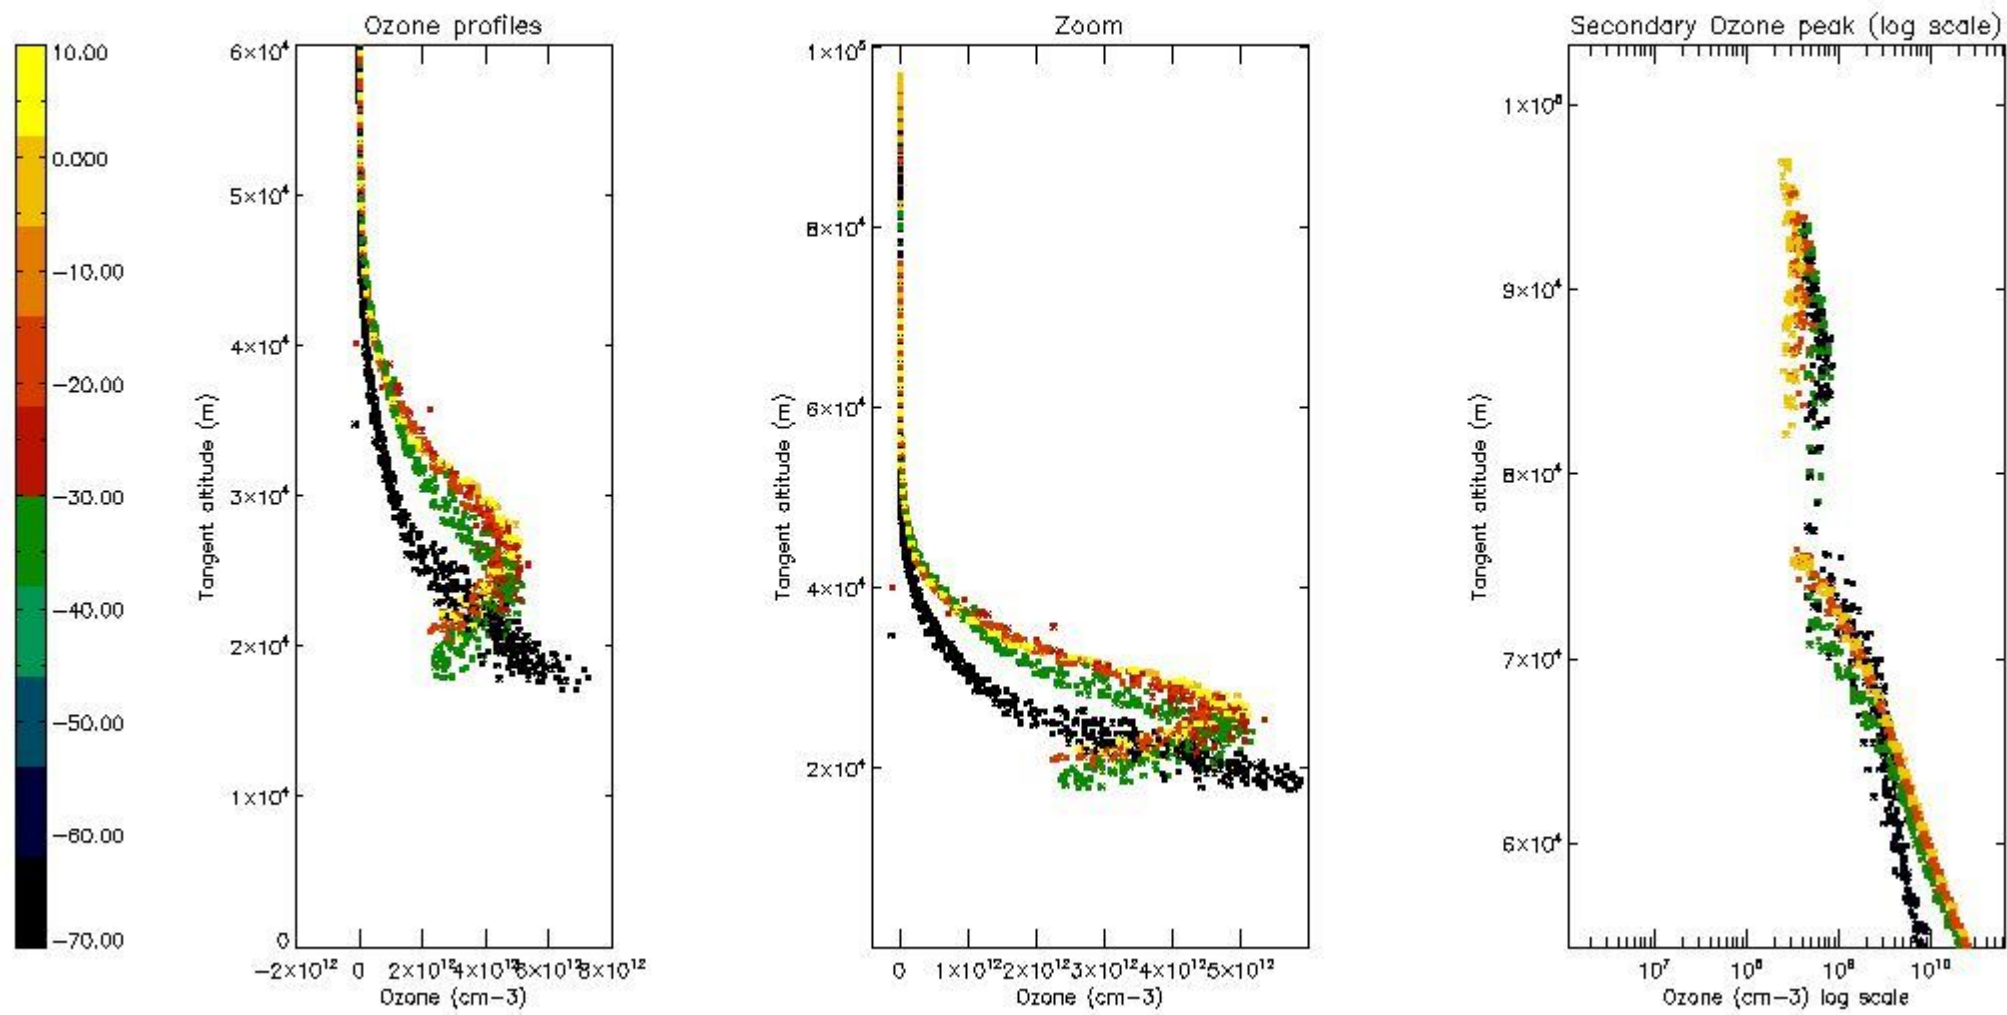 Ozone profiles
Zoom
Secondary Ozone peak (log scale)
10.00
0.000
−10.00
−20.00
−30.00
−40.00
−50.00
−60.00
−70.00
6×10⁴
5×10⁴
4×10⁴
3×10⁴
2×10⁴
1×10⁴
0
Tangent altitude (m)
−2×10¹² 0 2×10¹² 4×10¹² 6×10¹² 8×10¹²
Ozone (cm−3)
1×10⁵
8×10⁴
6×10⁴
4×10⁴
2×10⁴
Tangent altitude (m)
0 1×10¹² 2×10¹² 3×10¹² 4×10¹² 5×10¹²
Ozone (cm−3)
9×10⁴
8×10⁴
7×10⁴
6×10⁴
Tangent altitude (m)
10⁷ 10⁸ 10⁹ 10¹⁰
Ozone (cm−3) log scale